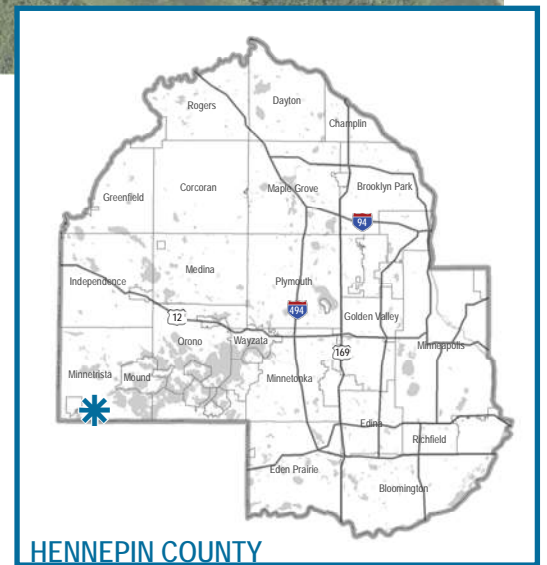 Dayton
Rogers
Champlin
Corcoran
Maple Grove
Brooklyn Park
Greenfield
94
Medina
Plymouth
Independence
494
12
Golden Valley
Orono
Wayzata
Minneapolis
169
Minnetrista
Mound
Minnetonka
Edina
Richfield
Eden Prairie
Bloomington
HENNEPIN COUNTY